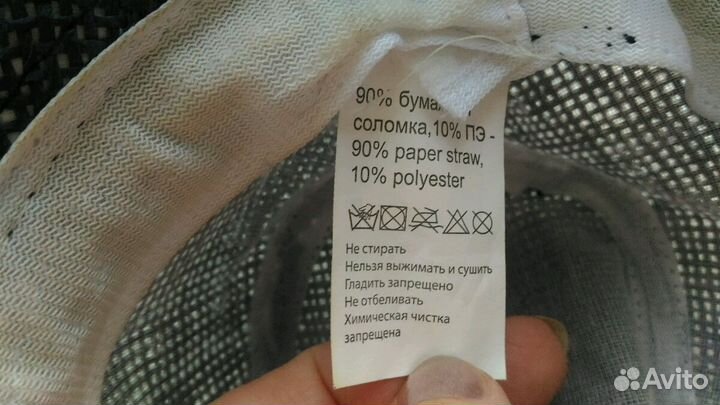 90%
соломка, 10% ПЭ -
90% paper straw,
10% polyester
Не стирать
Нельзя выжимать и сушить
Гладить запрещено
Не отбеливать
Химическая чистка
запрещена
Avito